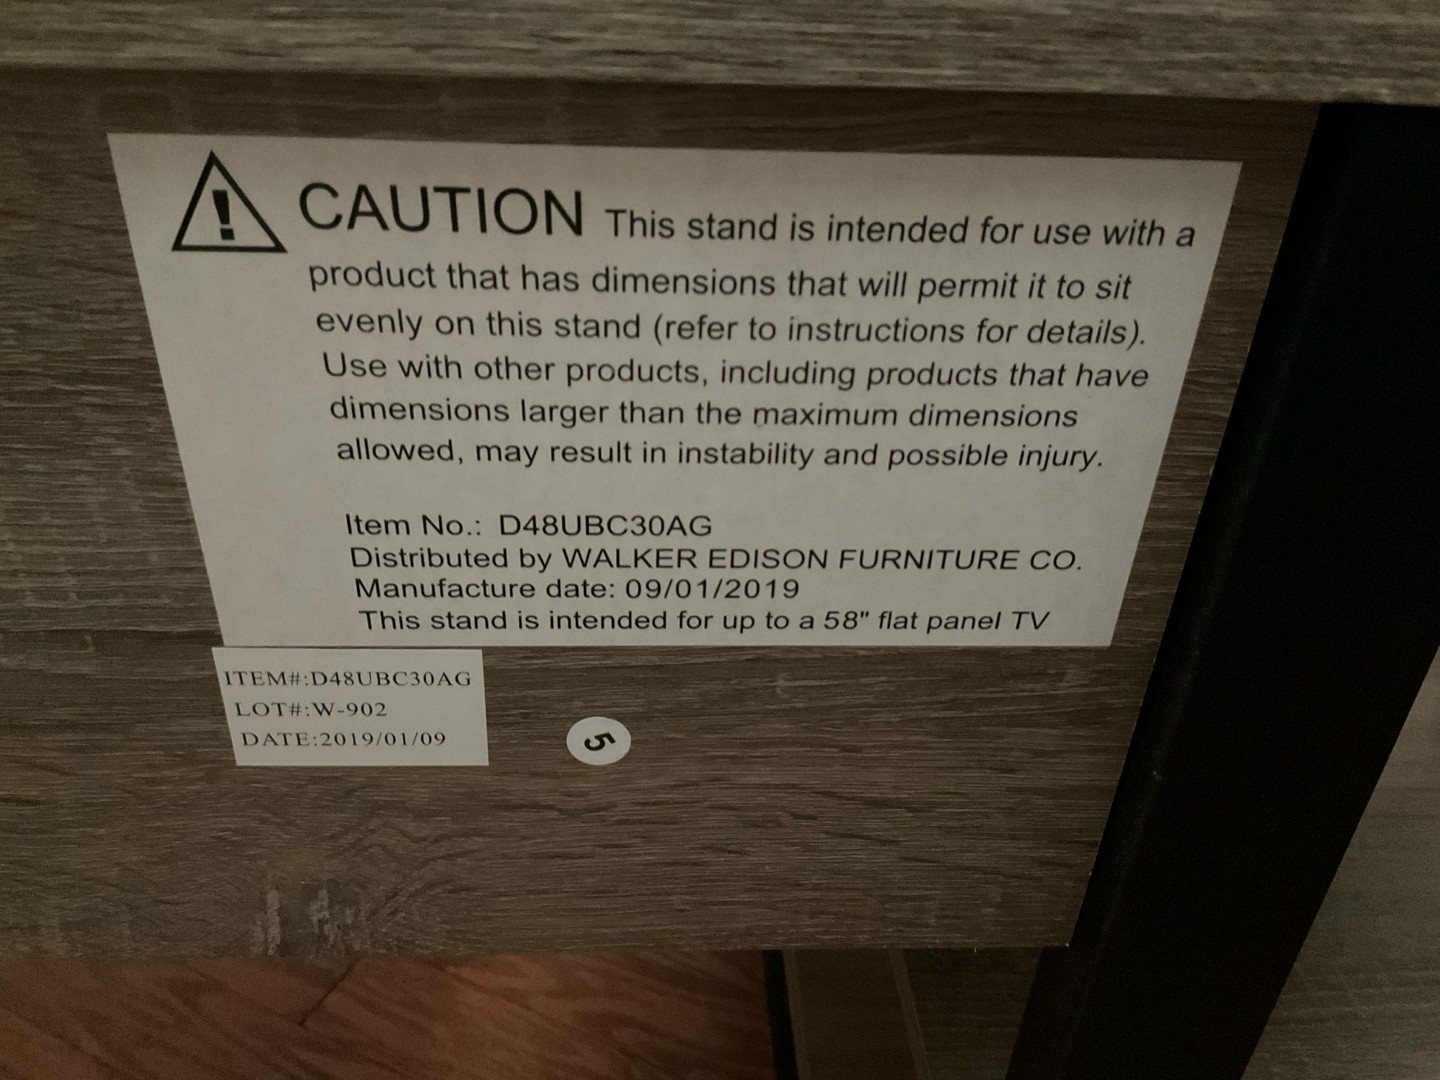 CAUTION This stand is intended for use with a
product that has dimensions that will permit it to sit
evenly on this stand (refer to instructions for details).
Use with other products, including products that have
dimensions larger than the maximum dimensions
allowed, may result in instability and possible injury.
Item No.: D48UBC30AG
Distributed by WALKER EDISON FURNITURE CO.
Manufacture date: 09/01/2019
This stand is intended for up to a 58" flat panel TV
ITEM#:D48UBC30AG
LOT#:W-902
DATE:2019/01/09
5